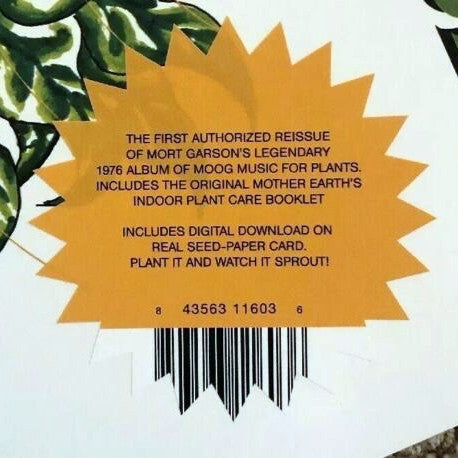 THE FIRST AUTHORIZED REISSUE
OF MORT GARSON'S LEGENDARY
1976 ALBUM OF MOOG MUSIC FOR PLANTS.
INCLUDES THE ORIGINAL MOTHER EARTH'S
INDOOR PLANT CARE BOOKLET
INCLUDES DIGITAL DOWNLOAD ON
REAL SEED-PAPER CARD.
PLANT IT AND WATCH IT SPROUT!
8 43563 11603 6